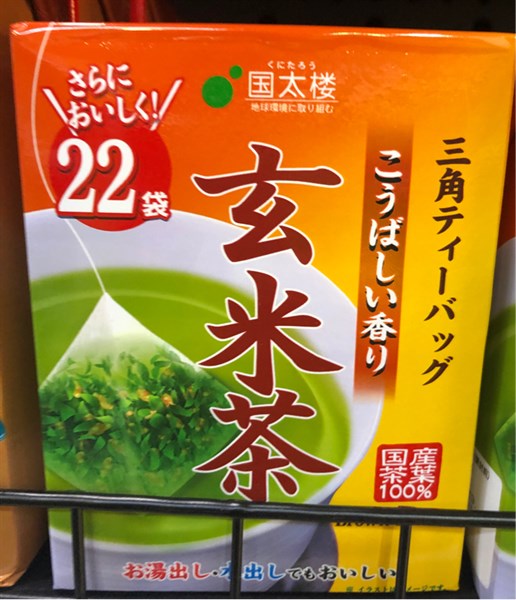 さらに
おいしく!
22袋
くにたろう
国太楼
地球環境に取り組む
玄米茶
こうばしい香り
三角ティーバッグ
国産
茶葉
100%
お湯出し・水出しでもおいしい